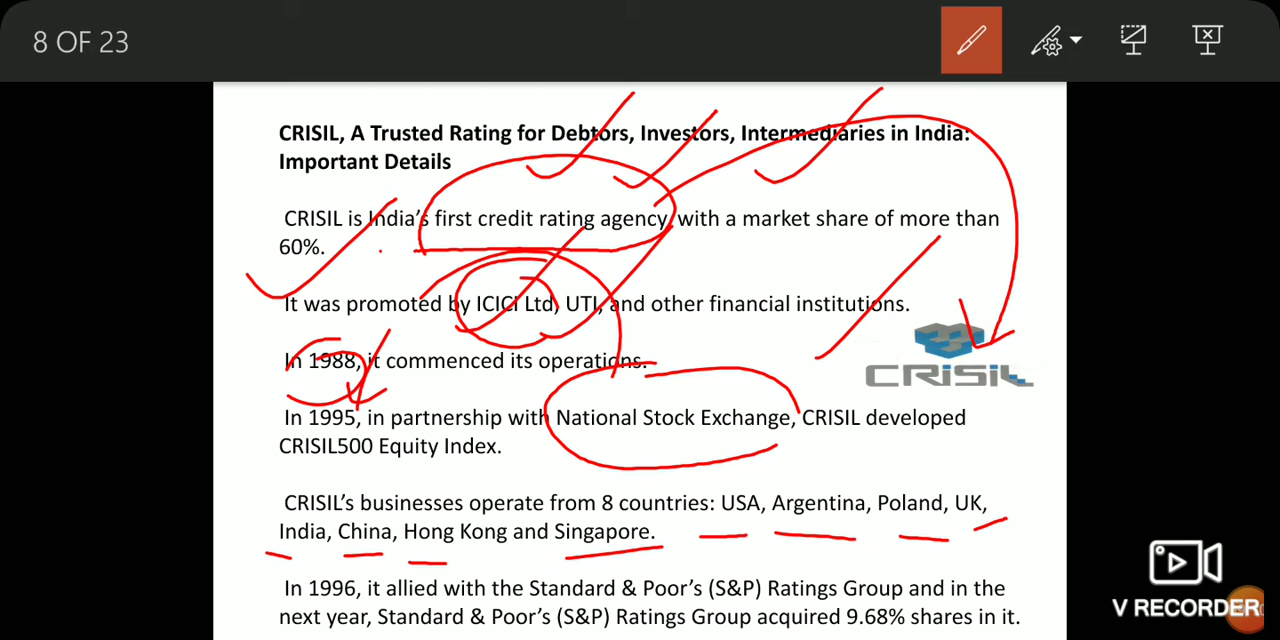 8 OF 23
CRISIL, A Trusted Rating for Debtors, Investors, Intermediaries in India:
Important Details
CRISIL is India's first credit rating agency, with a market share of more than
60%.
It was promoted by ICICI Ltd, UTI, and other financial institutions.
In 1988, it commenced its operations.
CRISIL
In 1995, in partnership with National Stock Exchange, CRISIL developed
CRISIL500 Equity Index.
CRISIL's businesses operate from 8 countries: USA, Argentina, Poland, UK,
India, China, Hong Kong and Singapore.
In 1996, it allied with the Standard & Poor's (S&P) Ratings Group and in the
next year, Standard & Poor's (S&P) Ratings Group acquired 9.68% shares in it.
V RECORDER